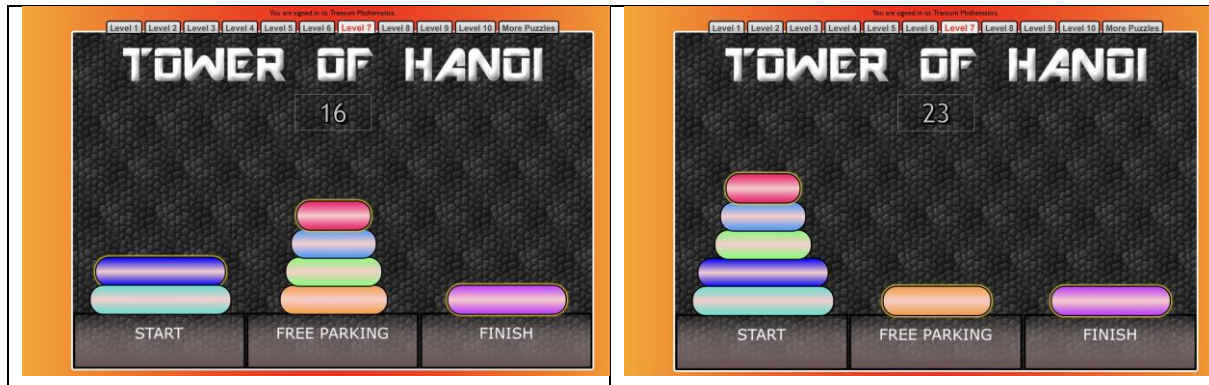 You are signed in to Transum Mathematics.
Level 1 Level 2 Level 3 Level 4 Level 5 Level 6 Level 7 Level 8 Level 9 Level 10 More Puzzles
TOWER OF HANOI
16
START FREE PARKING FINISH
You are signed in to Transum Mathematics.
Level 1 Level 2 Level 3 Level 4 Level 5 Level 6 Level 7 Level 8 Level 9 Level 10 More Puzzles
TOWER OF HANOI
23
START FREE PARKING FINISH